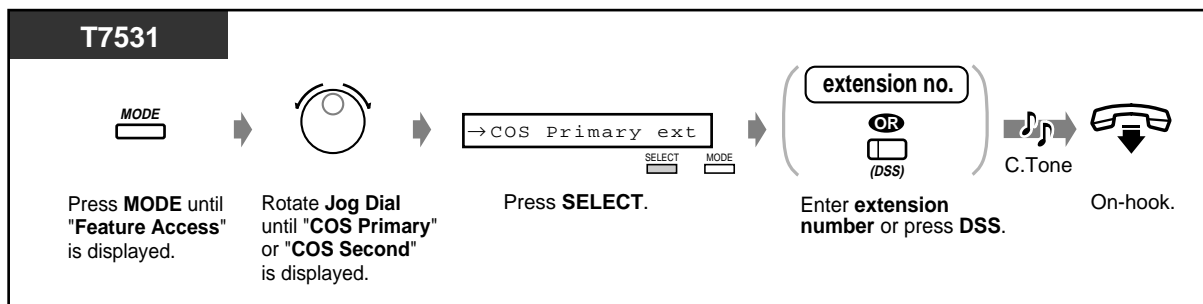 T7531
MODE
→COS Primary ext
SELECT MODE
extension no.
OR
(DSS)
C.Tone
Press MODE until
"Feature Access"
is displayed.
Rotate Jog Dial
until "COS Primary"
or "COS Second"
is displayed.
Press SELECT.
Enter extension
number or press DSS.
On-hook.